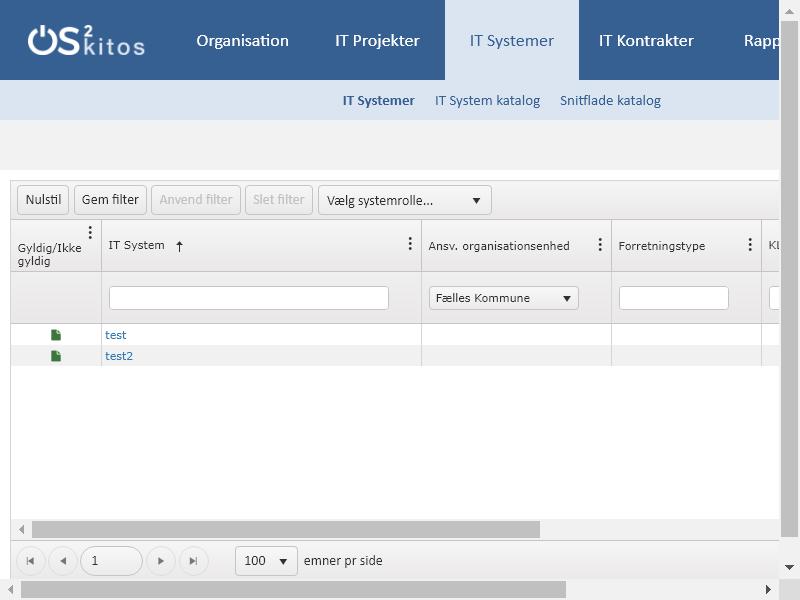 OS2 kitos
Organisation
IT Projekter
IT Systemer
IT Kontrakter
Rapp
IT Systemer
IT System katalog
Snitflade katalog
Nulstil
Gem filter
Anvend filter
Slet filter
Vælg systemrolle...
Gyldig/Ikke
gyldig
IT System
Ansv. organisationsenhed
Forretningstype
KL
Fælles Kommune
test
test2
1
100
emner pr side